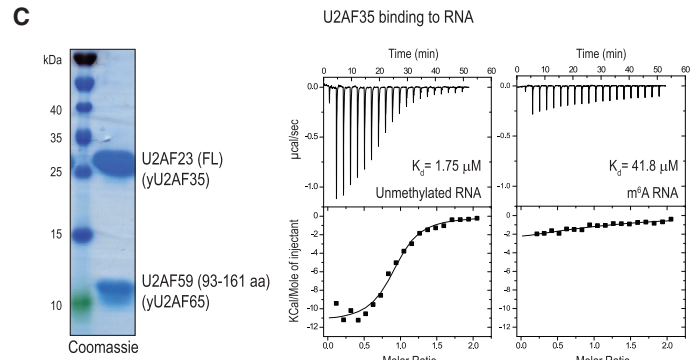 C
U2AF35 binding to RNA
kDa
40
35
25
15
10
U2AF23 (FL)
(yU2AF35)
U2AF59 (93-161 aa)
(yU2AF65)
Coomassie
Time (min)
0 10 20 30 40 50 60
µcal/sec
0.0
-0.5
-1.0
Kd= 1.75 µM
Unmethylated RNA
KCal/Mole of injectant
0
-2
-4
-6
-8
-10
-12
0.0 0.5 1.0 1.5 2.0
Molar Ratio
Time (min)
0 10 20 30 40 50 60
0.0
-0.5
-1.0
Kd= 41.8 µM
m⁶A RNA
0
-2
-4
-6
-8
-10
-12
0.0 0.5 1.0 1.5 2.0
Molar Ratio